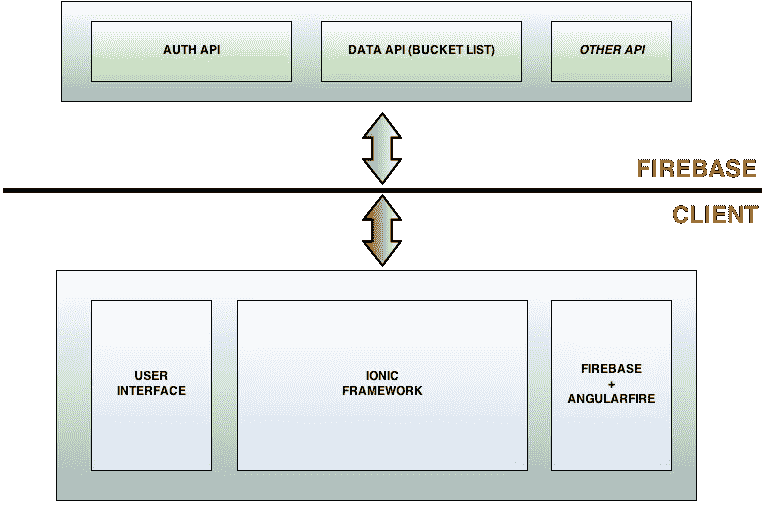 AUTH API
DATA API (BUCKET LIST)
OTHER API
FIREBASE
CLIENT
USER
INTERFACE
IONIC
FRAMEWORK
FIREBASE
+
ANGULARFIRE